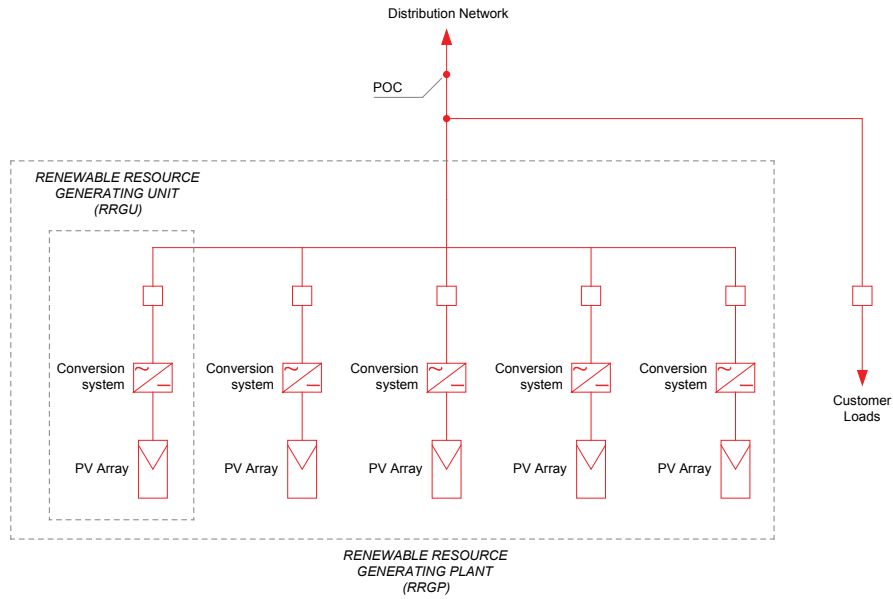 Distribution Network
POC
RENEWABLE RESOURCE
GENERATING UNIT
(RRGU)
Conversion
system
Conversion
system
Conversion
system
Conversion
system
Conversion
system
Customer
Loads
PV Array
PV Array
PV Array
PV Array
PV Array
RENEWABLE RESOURCE
GENERATING PLANT
(RRGP)